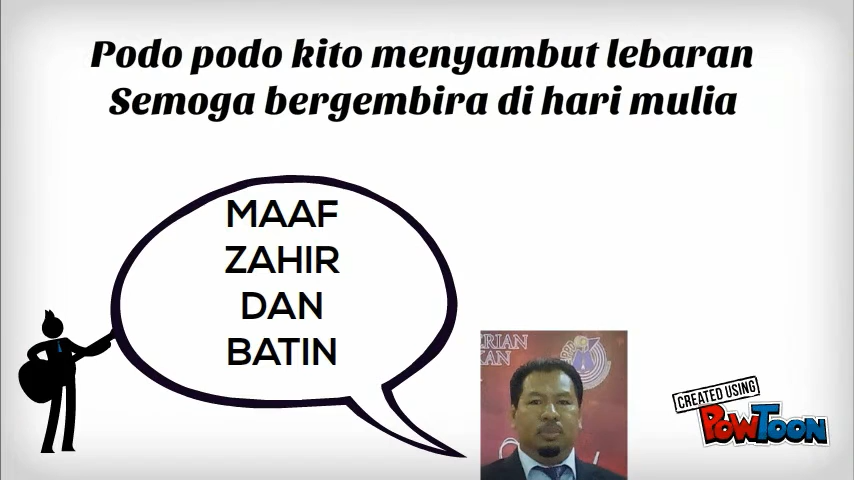 Podo podo kito menyambut lebaran
Semoga bergembira di hari mulia
MAAF
ZAHIR
DAN
BATIN
CREATED USING
POWTOON